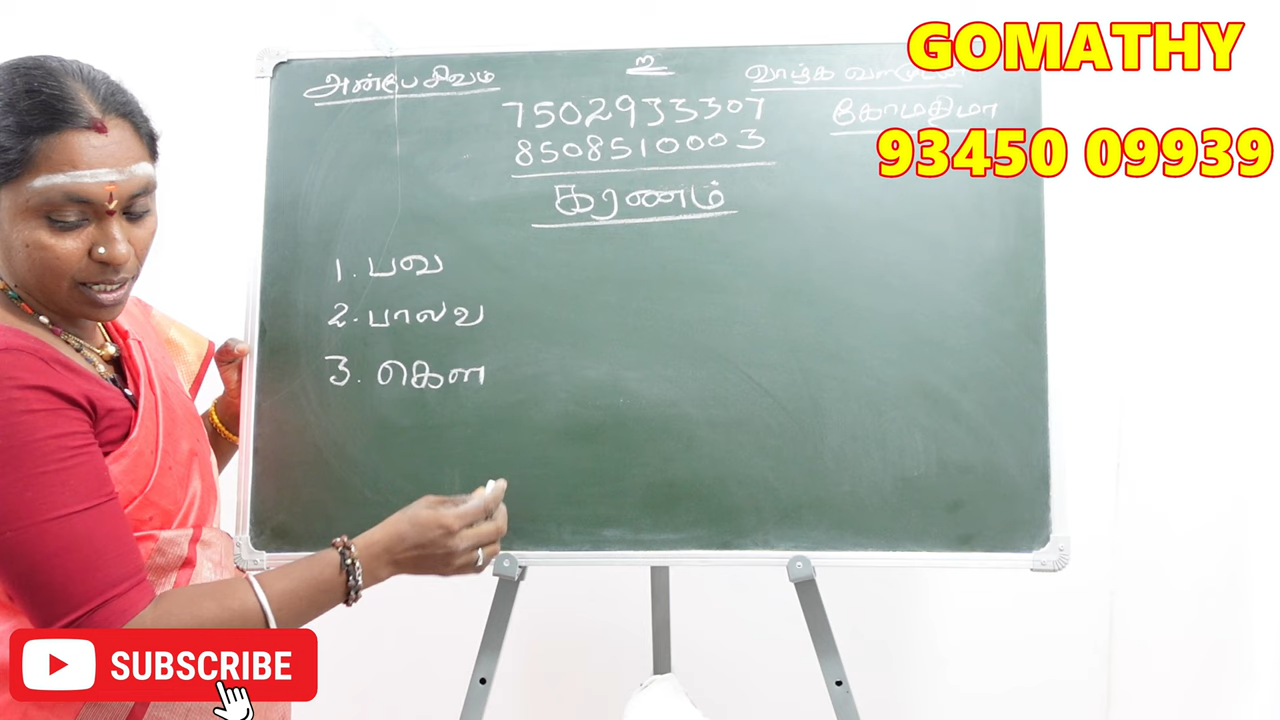 GOMATHY
93450 09939
அன்பே சிவம்
உ
வாழ்க வளமுடன்
7502933307
கோமதிமா
8508510003
கரணம்
1. பவ
2. பாலவ
3. கௌ
SUBSCRIBE